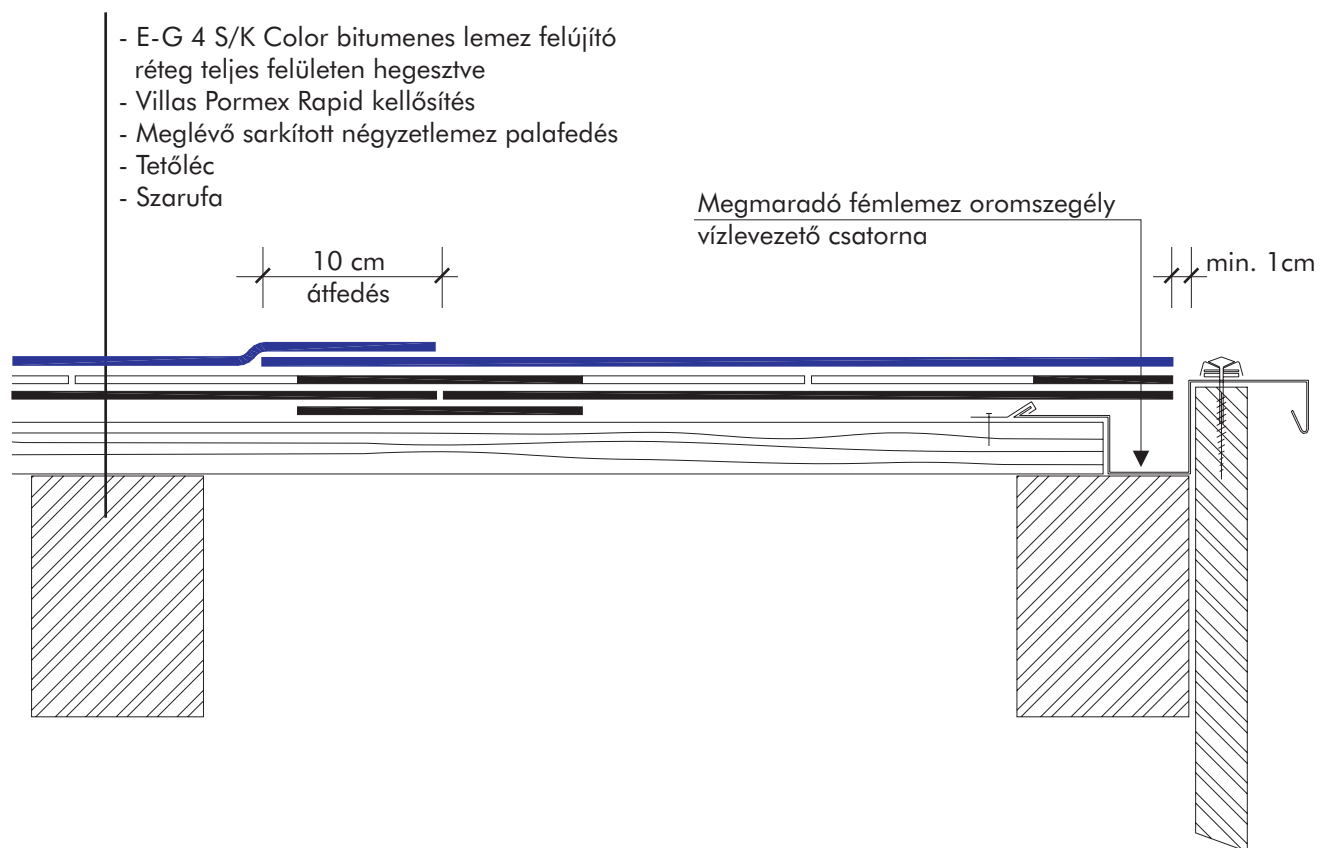 - E-G 4 S/K Color bitumenes lemez felújító
réteg teljes felületen hegesztve
- Villas Pormex Rapid kellősítés
- Meglévő sarkított négyzetlemez palafedés
- Tetőléc
- Szarufa
Megmaradó fémlemez oromszegély
vízlevezető csatorna
10 cm
átfedés
min. 1cm